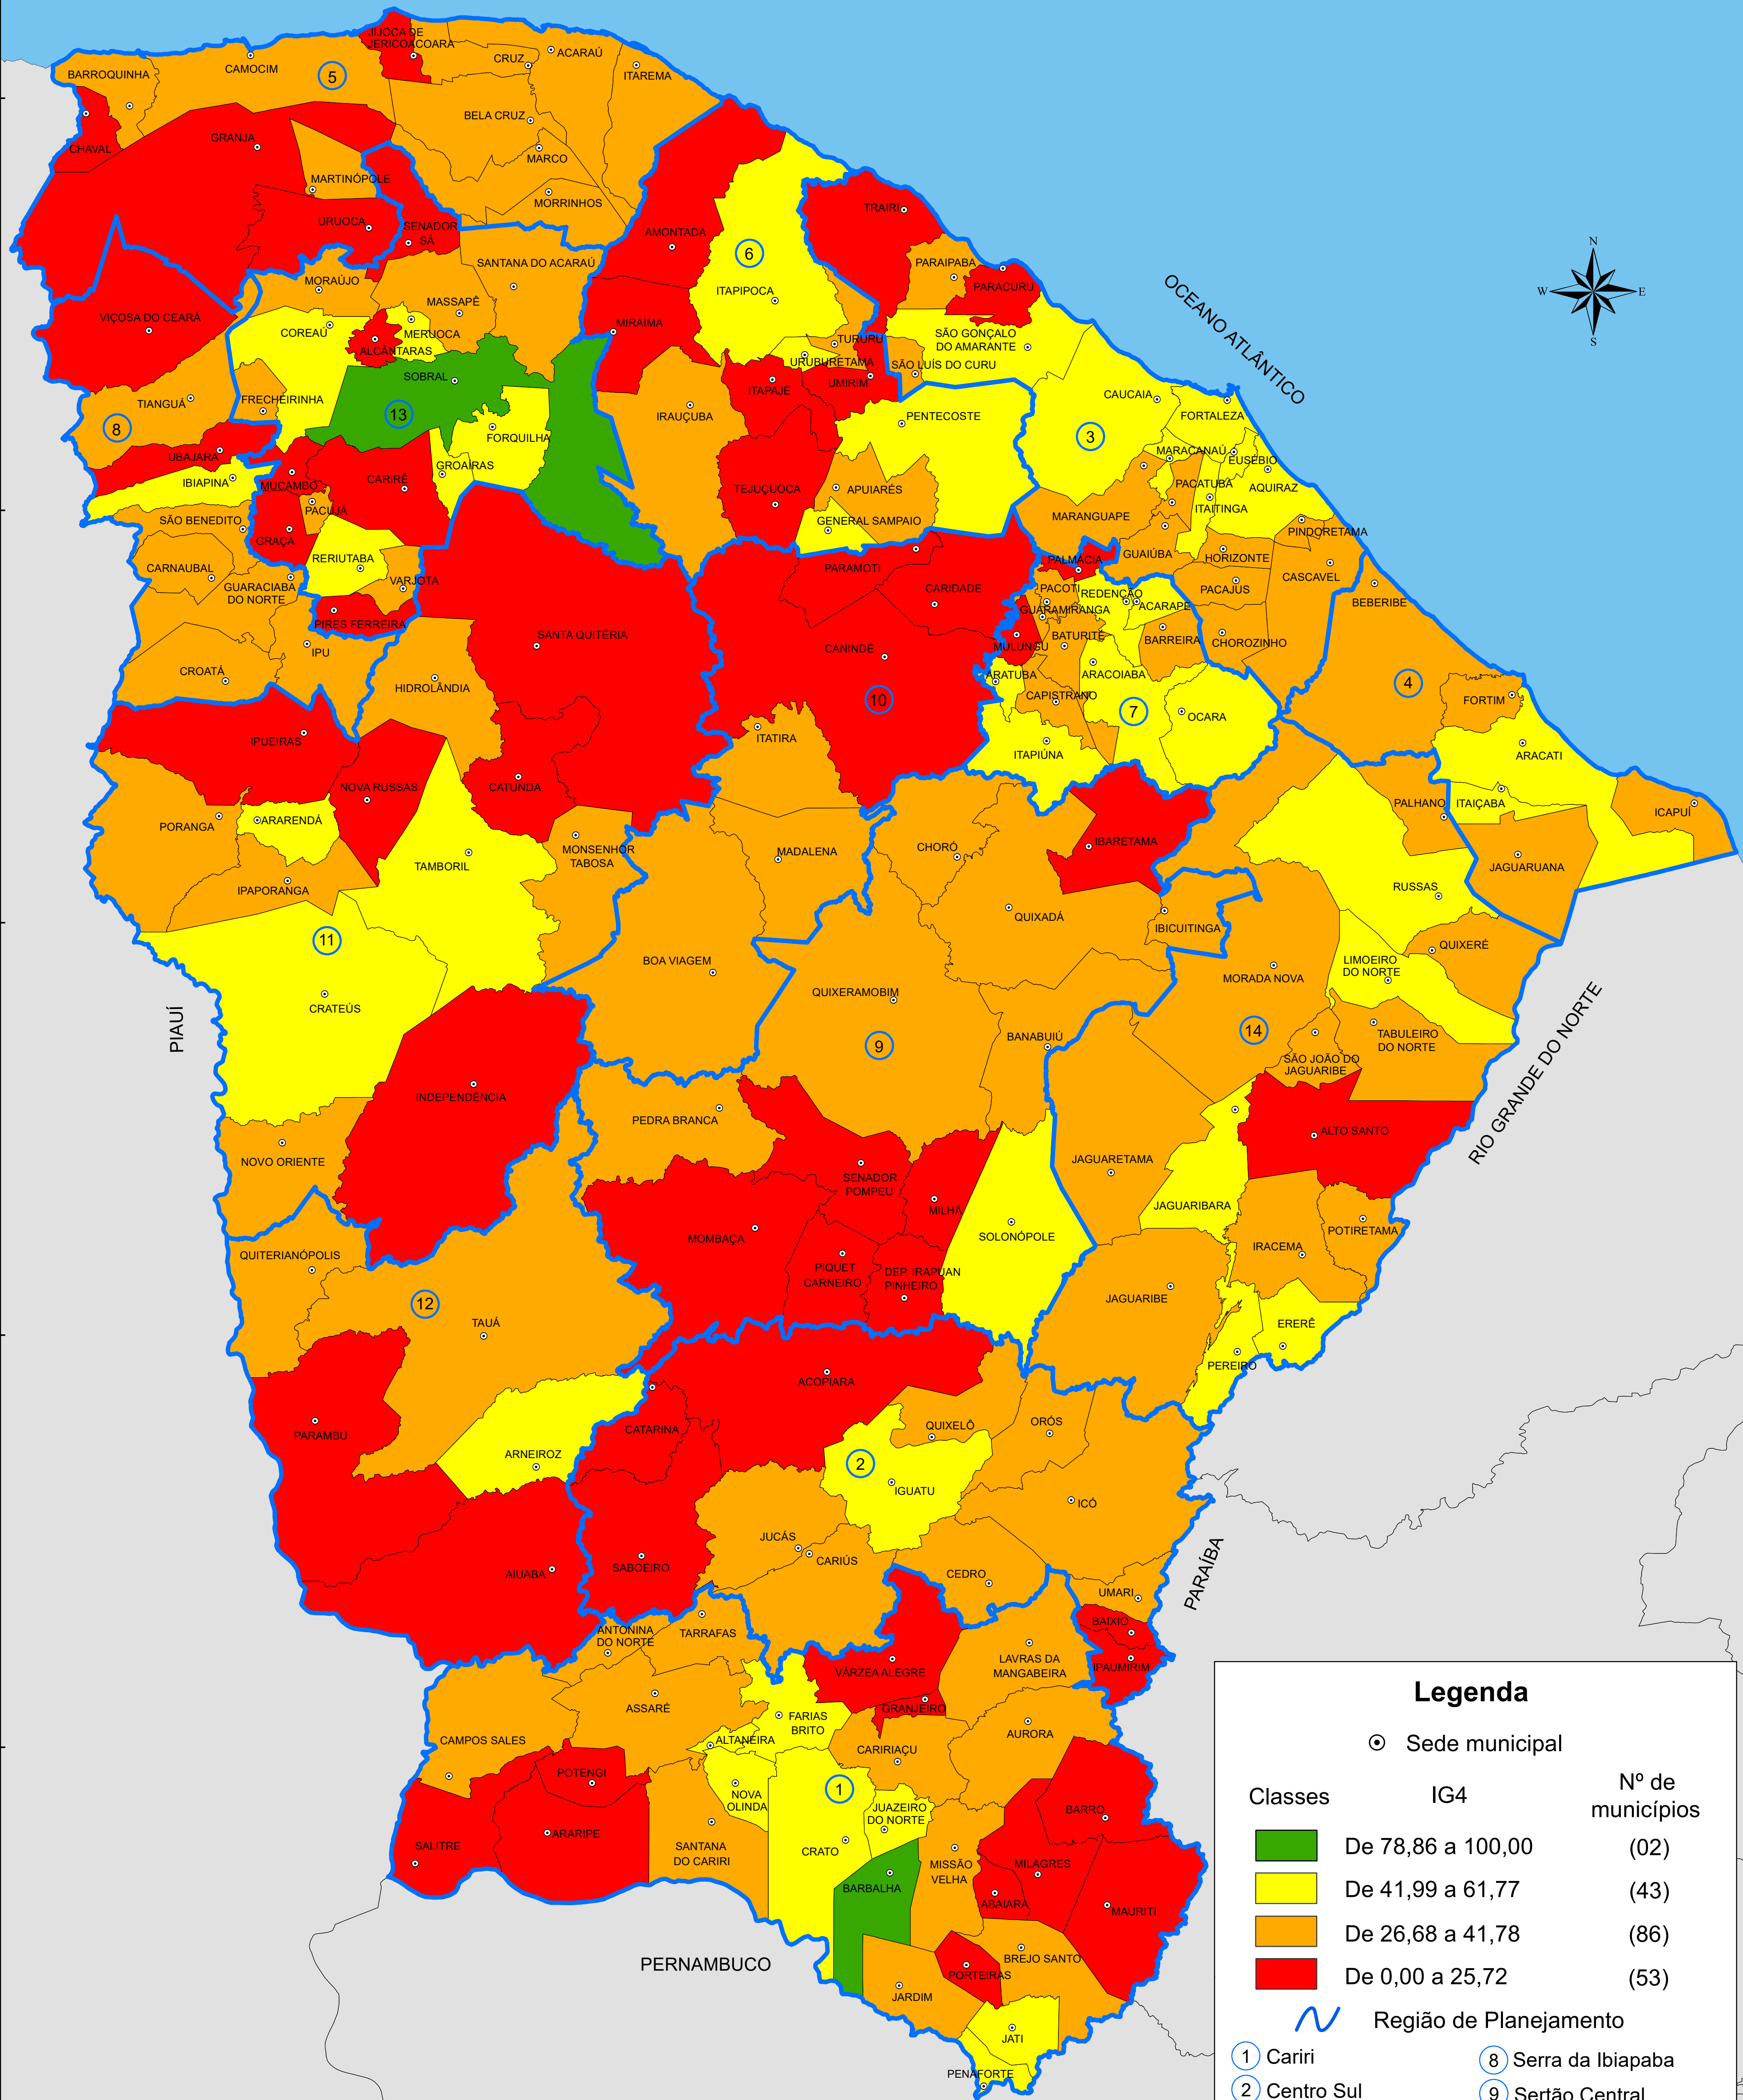 JIJOCA DE
JERICOACOARA
CRUZ
ACARAÚ
BARROQUINHA
CAMOCIM
5
ITAREMA
BELA CRUZ
GRANJA
CHAVAL
MARCO
MARTINÓPOLE
MORRINHOS
TRAIRI
URUOCA
SENADOR
SÁ
AMONTADA
6
N
W
E
S
SANTANA DO ACARAÚ
PARAIPABA
MORAÚJO
ITAPIPOCA
PARACURU
OCEANO ATLÂNTICO
MASSAPÊ
VIÇOSA DO CEARÁ
MIRAÍMA
COREAÚ
MERUOCA
TURURU
SÃO GONÇALO
DO AMARANTE
ALCÂNTARAS
URUBURETAMA
SÃO LUÍS DO CURU
SOBRAL
ITAPAJÉ
UMIRIM
CAUCAIA
FRECHEIRINHA
TIANGUÁ
13
IRAUÇUBA
PENTECOSTE
FORTALEZA
8
FORQUILHA
3
MARACANAÚ
UBAJARA
GROAÍRAS
EUSÉBIO
IBIAPINA
MUCAMBO
CARIRÉ
TEJUÇUOCA
APUIARÉS
PACATUBA
AQUIRAZ
PACUJÁ
ITAITINGA
SÃO BENEDITO
GENERAL SAMPAIO
MARANGUAPE
PINDORETAMA
GRAÇA
RERIUTABA
PARAMOTI
PALMÁCIA
GUAIÚBA
HORIZONTE
CARNAUBAL
VARJOTA
CASCAVEL
GUARACIABA
DO NORTE
CARIDADE
PACOTI
REDENÇÃO
PACAJUS
ACARAPE
BEBERIBE
GUARAMIRANGA
PIRES FERREIRA
SANTA QUITÉRIA
BATURITÉ
BARREIRA
CHOROZINHO
IPU
CANINDÉ
MULUNGU
CROATÁ
HIDROLÂNDIA
ARATUBA
ARACOIABA
4
CAPISTRANO
10
FORTIM
7
OCARA
IPUEIRAS
ITATIRA
ITAPIÚNA
ARACATI
NOVA RUSSAS
CATUNDA
PALHANO
ITAIÇABA
ICAPUÍ
PORANGA
ARARENDÁ
MONSENHOR
TABOSA
MADALENA
CHORÓ
IBARETAMA
TAMBORIL
JAGUARUANA
IPAPORANGA
RUSSAS
QUIXADÁ
IBICUITINGA
11
QUIXERÉ
BOA VIAGEM
LIMOEIRO
DO NORTE
MORADA NOVA
QUIXERAMOBIM
CRATEÚS
PIAUÍ
14
9
BANABUIÚ
TABULEIRO
DO NORTE
SÃO JOÃO DO
JAGUARIBE
RIO GRANDE DO NORTE
INDEPENDÊNCIA
PEDRA BRANCA
ALTO SANTO
NOVO ORIENTE
JAGUARETAMA
SENADOR
POMPEU
JAGUARIBARA
MILHÃ
POTIRETAMA
MOMBAÇA
SOLONÓPOLE
IRACEMA
QUITERIANÓPOLIS
PIQUET
CARNEIRO
DEP. IRAPUAN
PINHEIRO
12
JAGUARIBE
TAUÁ
ERERÊ
PEREIRO
ACOPIARA
PARAMBU
CATARINA
QUIXELÔ
ORÓS
ARNEIROZ
2
IGUATU
ICÓ
JUCÁS
CARIÚS
AIUABA
SABOEIRO
CEDRO
PARAÍBA
UMARI
ANTONINA
DO NORTE
TARRAFAS
BAIXIO
LAVRAS DA
MANGABEIRA
IPAUMIRIM
VÁRZEA ALEGRE
ASSARÉ
GRANJEIRO
FARIAS
BRITO
AURORA
CAMPOS SALES
ALTANEIRA
CARIRIAÇU
POTENGI
1
NOVA
OLINDA
JUAZEIRO
DO NORTE
BARRO
SALITRE
ARARIPE
SANTANA
DO CARIRI
CRATO
MISSÃO
VELHA
MILAGRES
BARBALHA
ABAIARA
MAURITI
PERNAMBUCO
BREJO SANTO
PORTEIRAS
JARDIM
JATI
PENAFORTE
Legenda
Sede municipal
Classes IG4 Nº de
municípios
De 78,86 a 100,00 (02)
De 41,99 a 61,77 (43)
De 26,68 a 41,78 (86)
De 0,00 a 25,72 (53)
Região de Planejamento
1 Cariri
8 Serra da Ibiapaba
2 Centro Sul
9 Sertão Central